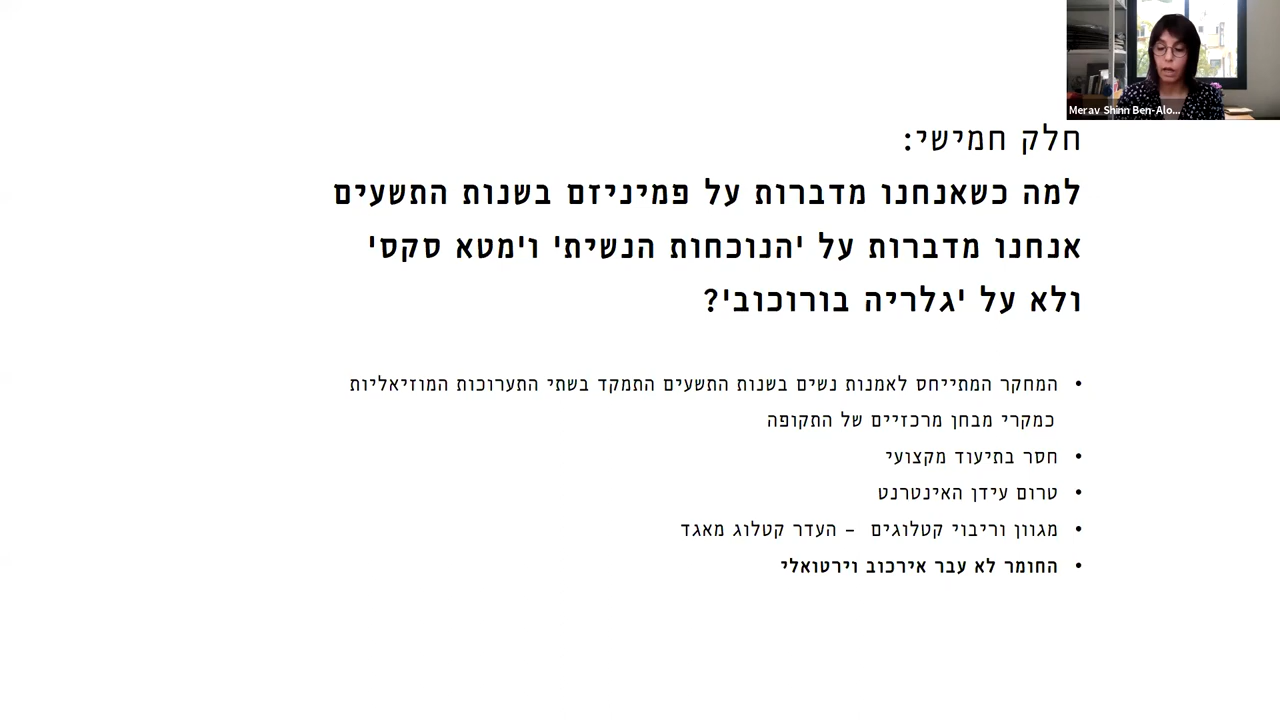 Merav Shinn Ben-Alo...
חלק חמישי:
למה כשאנחנו מדברות על פמיניזם בשנות התשעים
אנחנו מדברות על 'הנוכחות הנשית' ו'מטא סקס'
ולא על 'גלריה בורוכוב'?
• המחקר המתייחס לאמנות נשים בשנות התשעים התמקד בשתי התערוכות המוזיאליות
כמקרי מבחן מרכזיים של התקופה
• חסר בתיעוד מקצועי
• טרום עידן האינטרנט
• מגוון וריבוי קטלוגים – העדר קטלוג מאגד
• החומר לא עבר אירכוב וירטואלי